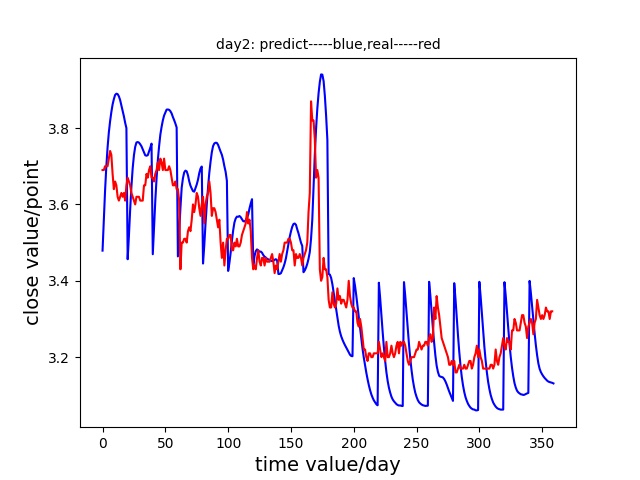 day2: predict-----blue,real-----red
close value/point
3.8
3.6
3.4
3.2
0 50 100 150 200 250 300 350
time value/day